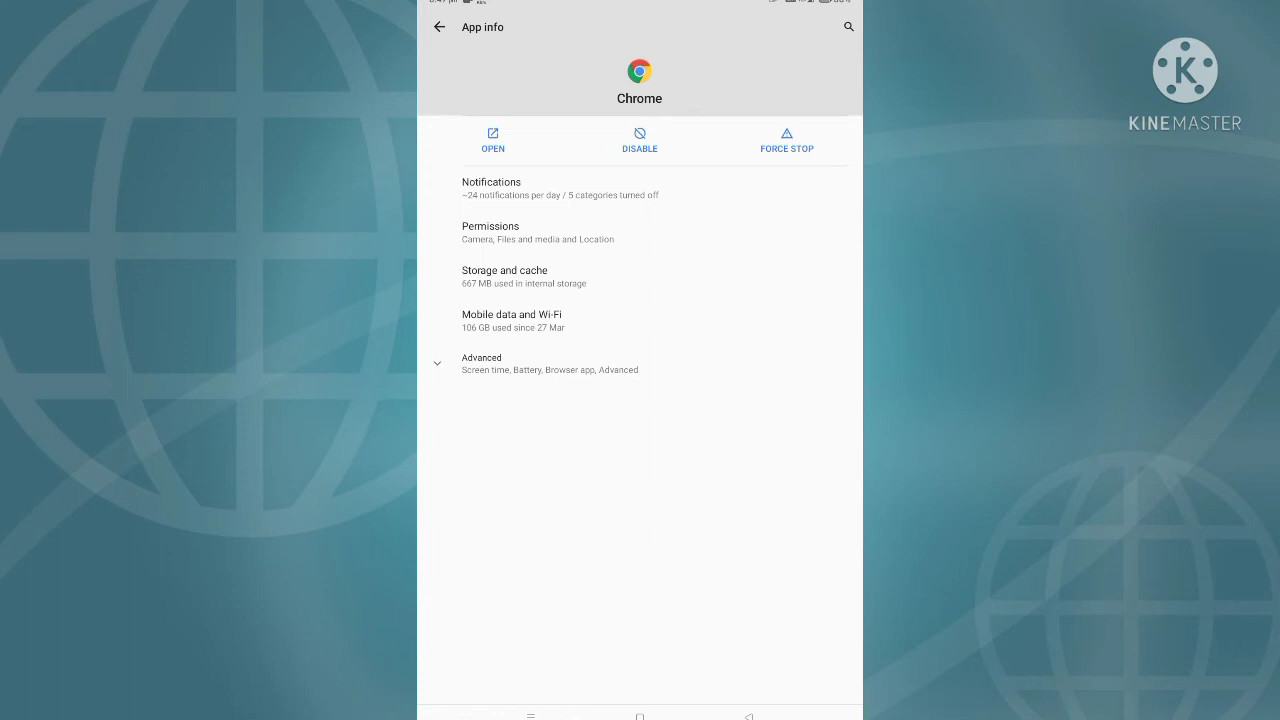 App info
Chrome
OPEN
DISABLE
FORCE STOP
Notifications
~24 notifications per day / 5 categories turned off
Permissions
Camera, Files and media and Location
Storage and cache
667 MB used in internal storage
Mobile data and Wi-Fi
106 GB used since 27 Mar
Advanced
Screen time, Battery, Browser app, Advanced
K
KINEMASTER